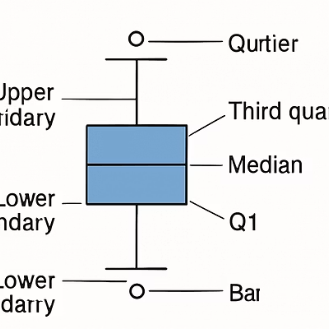 Qurtier
Upper
ridary
Third quar
Median
Lower
ndary
Q1
Lower
darry
Bar